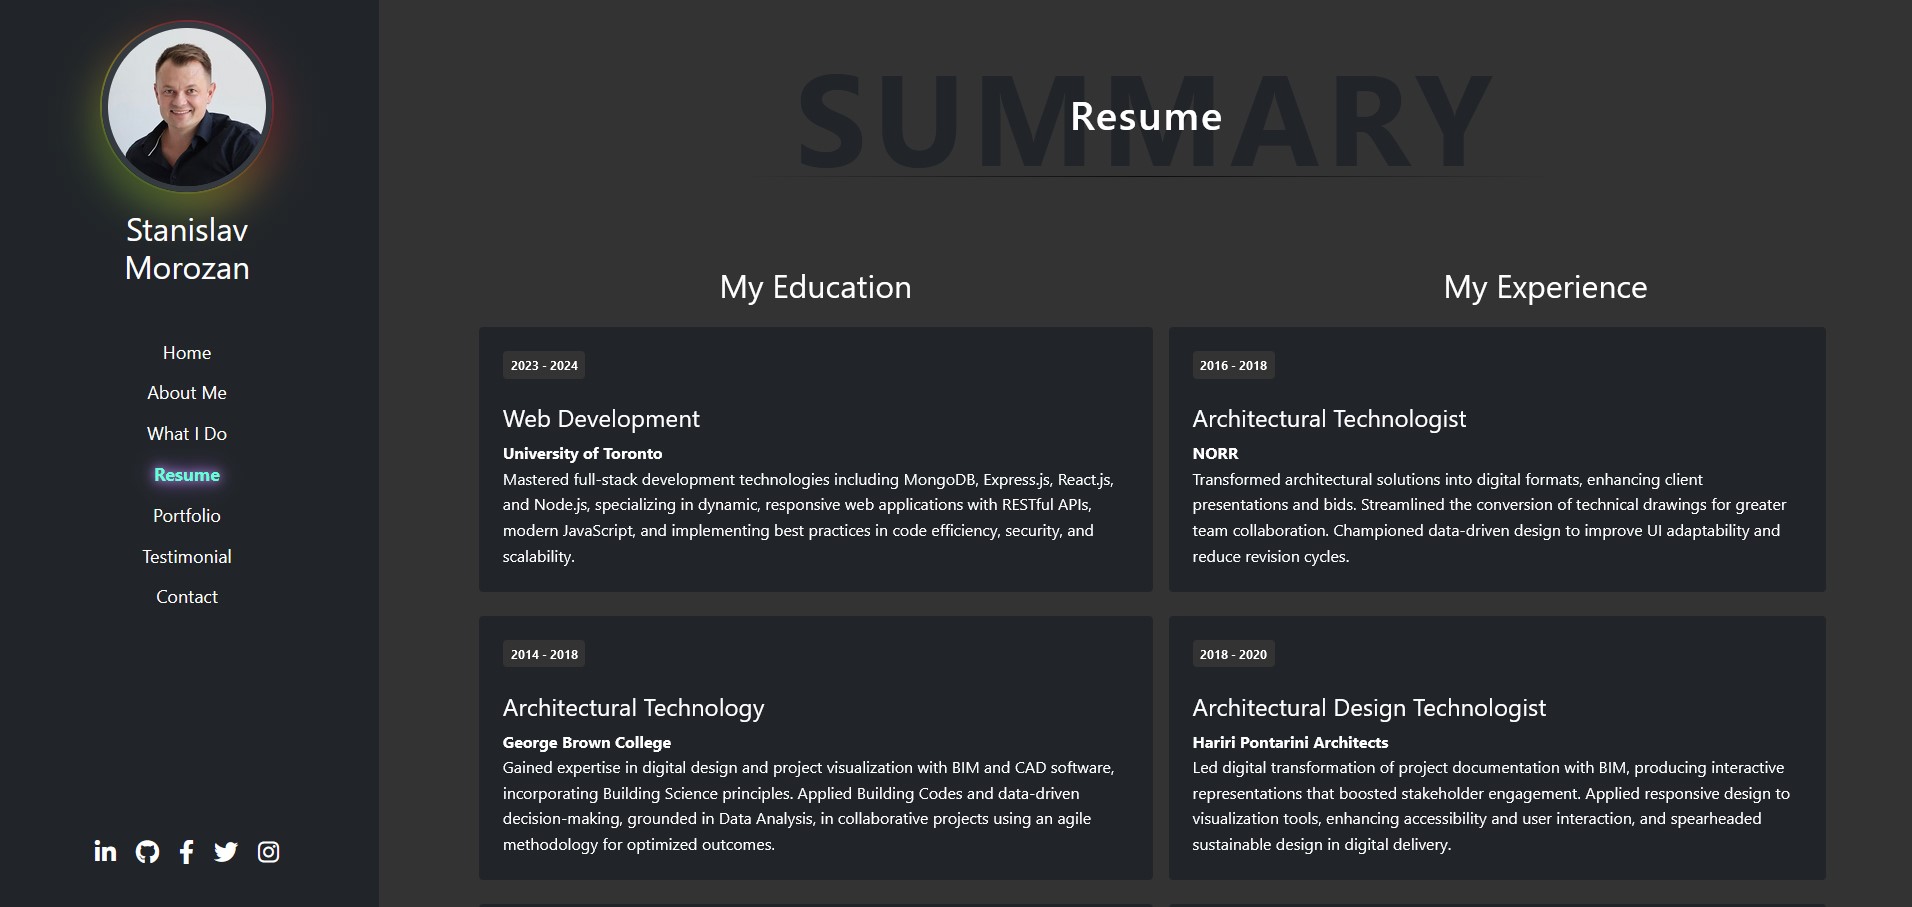 Stanislav
Morozan
Home
About Me
What I Do
Resume
Portfolio
Testimonial
Contact
SUMMARY
Resume
My Education
2023 - 2024
Web Development
University of Toronto
Mastered full-stack development technologies including MongoDB, Express.js, React.js,
and Node.js, specializing in dynamic, responsive web applications with RESTful APIs,
modern JavaScript, and implementing best practices in code efficiency, security, and
scalability.
2014 - 2018
Architectural Technology
George Brown College
Gained expertise in digital design and project visualization with BIM and CAD software,
incorporating Building Science principles. Applied Building Codes and data-driven
decision-making, grounded in Data Analysis, in collaborative projects using an agile
methodology for optimized outcomes.
My Experience
2016 - 2018
Architectural Technologist
NORR
Transformed architectural solutions into digital formats, enhancing client
presentations and bids. Streamlined the conversion of technical drawings for greater
team collaboration. Championed data-driven design to improve UI adaptability and
reduce revision cycles.
2018 - 2020
Architectural Design Technologist
Hariri Pontarini Architects
Led digital transformation of project documentation with BIM, producing interactive
representations that boosted stakeholder engagement. Applied responsive design to
visualization tools, enhancing accessibility and user interaction, and spearheaded
sustainable design in digital delivery.